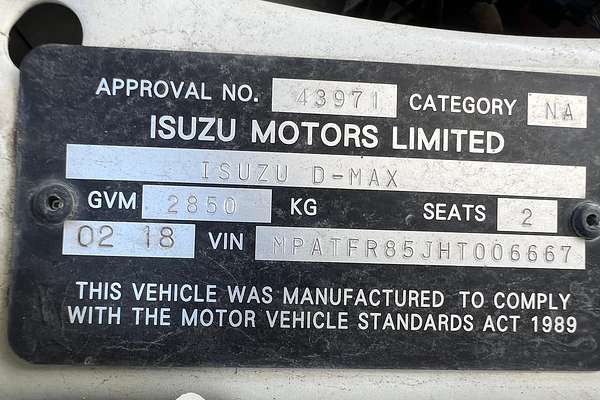 APPROVAL NO. 43971 CATEGORY NA
ISUZU MOTORS LIMITED
ISUZU D-MAX
GVM 2850 KG SEATS 2
02 18 VIN MPATFR85JHT006667
THIS VEHICLE WAS MANUFACTURED TO COMPLY
WITH THE MOTOR VEHICLE STANDARDS ACT 1989